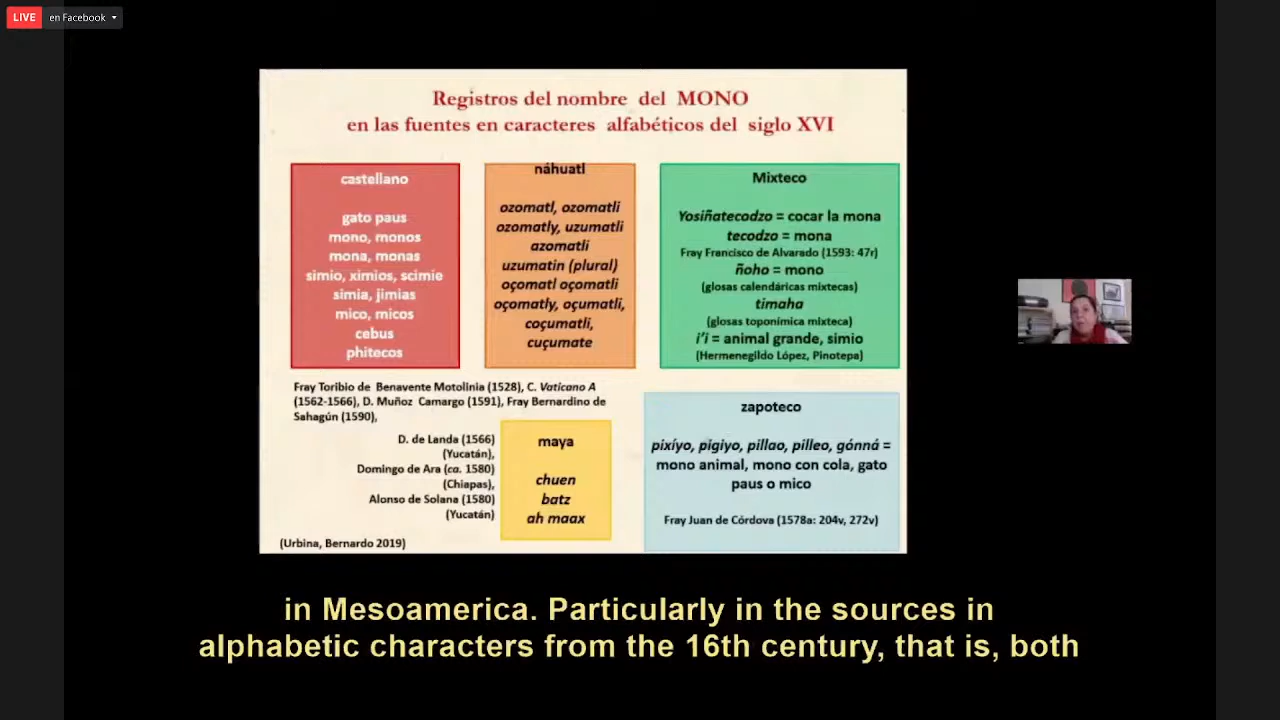 LIVE en Facebook
Registros del nombre del MONO
en las fuentes en caracteres alfabéticos del siglo XVI
castellano
gato paus
mono, monos
mona, monas
simio, ximios, scimie
simia, jimias
mico, micos
cebus
phitecos
náhuatl
ozomatl, ozomatli
ozomatly, uzumatli
azomatli
uzumatin (plural)
oçomatl oçomatli
oçomatly, oçumatli,
coçumatli,
cuçumate
Mixteco
Yosiñatecodzo = cocar la mona
tecodzo = mona
Fray Francisco de Alvarado (1593: 47r)
ñoho = mono
(glosas calendáricas mixtecas)
timaha
(glosas toponímica mixteca)
i'i = animal grande, simio
(Hermenegildo López, Pinotepa)
Fray Toribio de Benavente Motolinia (1528), C. Vaticano A
(1562-1566), D. Muñoz Camargo (1591), Fray Bernardino de
Sahagún (1590),
D. de Landa (1566)
(Yucatán),
Domingo de Ara (ca. 1580)
(Chiapas),
Alonso de Solana (1580)
(Yucatán)
maya
chuen
batz
ah maax
zapoteco
pixíyo, pigiyo, pillao, pilleo, gónná =
mono animal, mono con cola, gato
paus o mico
Fray Juan de Córdova (1578a: 204v, 272v)
(Urbina, Bernardo 2019)
in Mesoamerica. Particularly in the sources in
alphabetic characters from the 16th century, that is, both